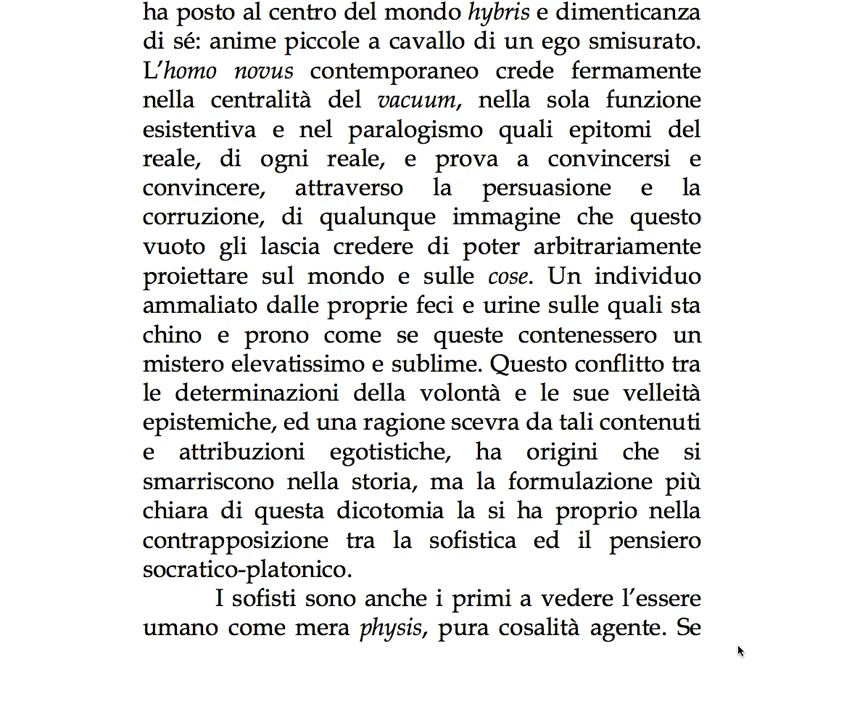 ha posto al centro del mondo hybris e dimenticanza
di sé: anime piccole a cavallo di un ego smisurato.
L’homo novus contemporaneo crede fermamente
nella centralità del vacuum, nella sola funzione
esistentiva e nel paralogismo quali epitomi del
reale, di ogni reale, e prova a convincersi e
convincere, attraverso la persuasione e la
corruzione, di qualunque immagine che questo
vuoto gli lascia credere di poter arbitrariamente
proiettare sul mondo e sulle cose. Un individuo
ammaliato dalle proprie feci e urine sulle quali sta
chino e prono come se queste contenessero un
mistero elevatissimo e sublime. Questo conflitto tra
le determinazioni della volontà e le sue velleità
epistemiche, ed una ragione scevra da tali contenuti
e attribuzioni egotistiche, ha origini che si
smarriscono nella storia, ma la formulazione più
chiara di questa dicotomia la si ha proprio nella
contrapposizione tra la sofistica ed il pensiero
socratico-platonico.
I sofisti sono anche i primi a vedere l’essere
umano come mera physis, pura cosalità agente. Se